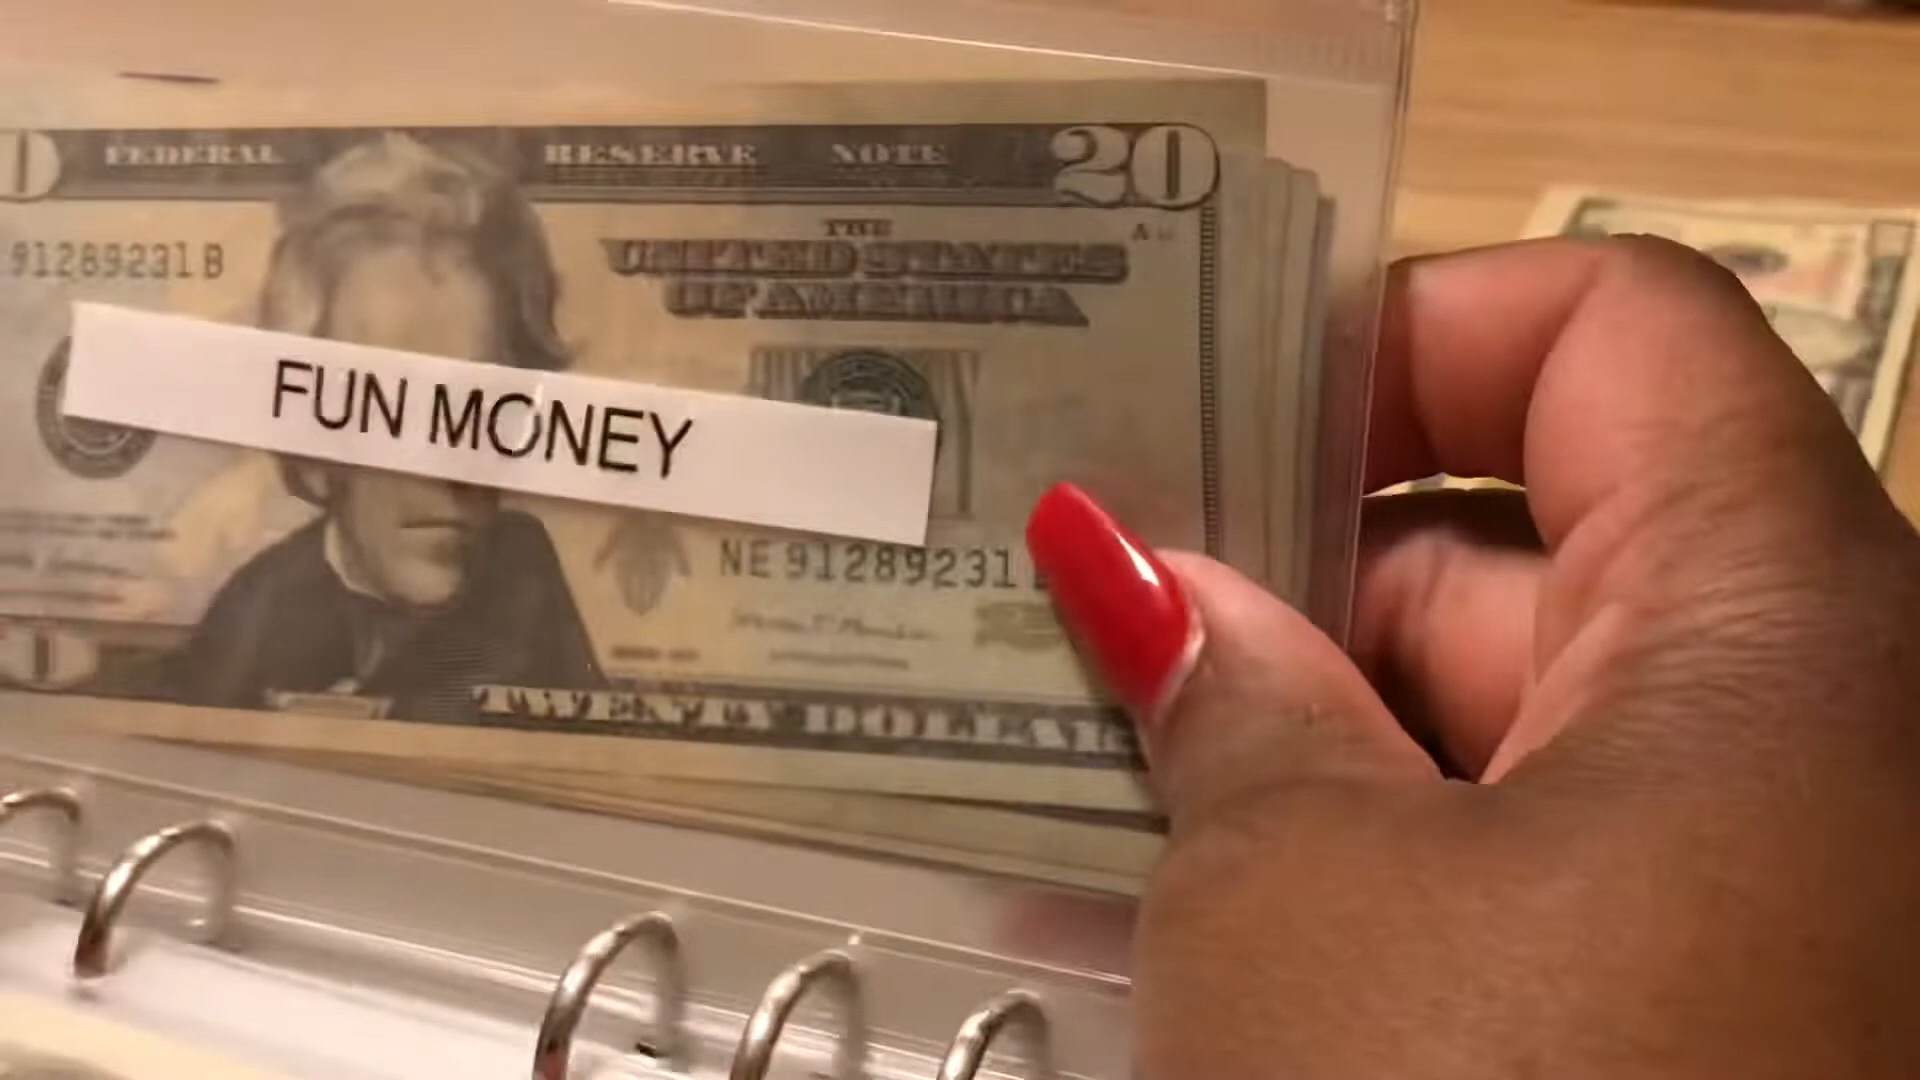 FEDERAL RESERVE NOTE 20
91289231 B
THE
UNITED STATES
OF AMERICA
FUN MONEY
NE 91289231
TWENTY DOLLARS